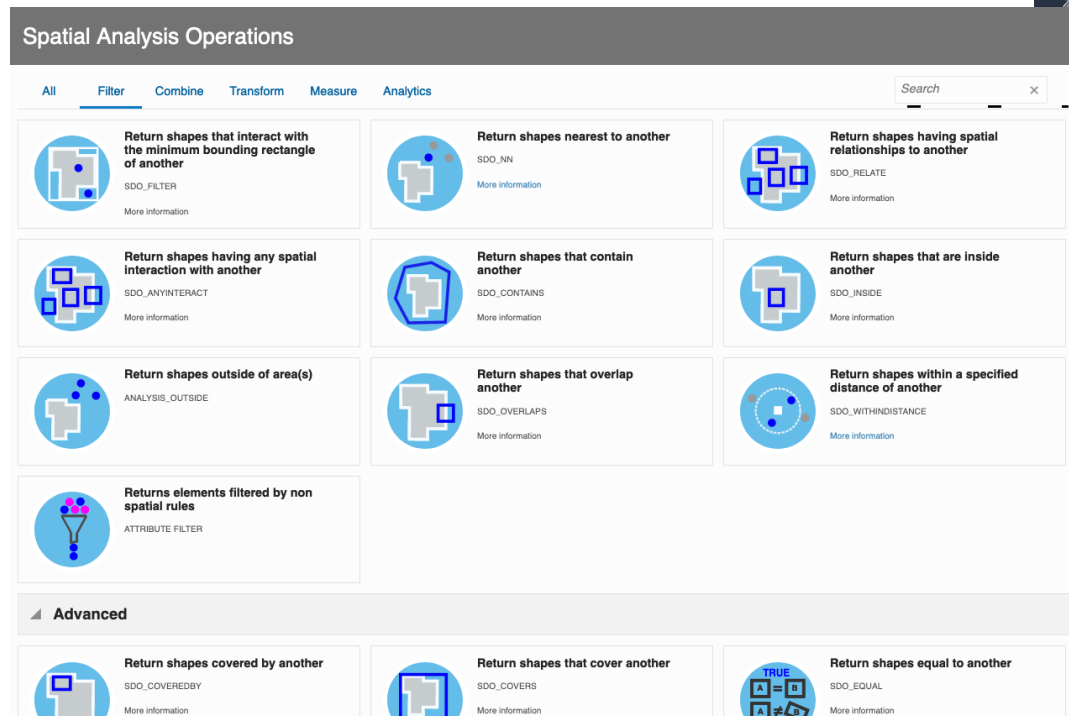 Spatial Analysis Operations
All Filter Combine Transform Measure Analytics
Search
Return shapes that interact with
the minimum bounding rectangle
of another
SDO_FILTER
More information
Return shapes nearest to another
SDO_NN
More information
Return shapes having spatial
relationships to another
SDO_RELATE
More information
Return shapes having any spatial
interaction with another
SDO_ANYINTERACT
More information
Return shapes that contain
another
SDO_CONTAINS
More information
Return shapes that are inside
another
SDO_INSIDE
More information
Return shapes outside of area(s)
ANALYSIS_OUTSIDE
Return shapes that overlap
another
SDO_OVERLAPS
More information
Return shapes within a specified
distance of another
SDO_WITHINDISTANCE
More information
Returns elements filtered by non
spatial rules
ATTRIBUTE FILTER
Advanced
Return shapes covered by another
SDO_COVEREDBY
More information
Return shapes that cover another
SDO_COVERS
More information
TRUE
A = B
A ≠ B
Return shapes equal to another
SDO_EQUAL
More information